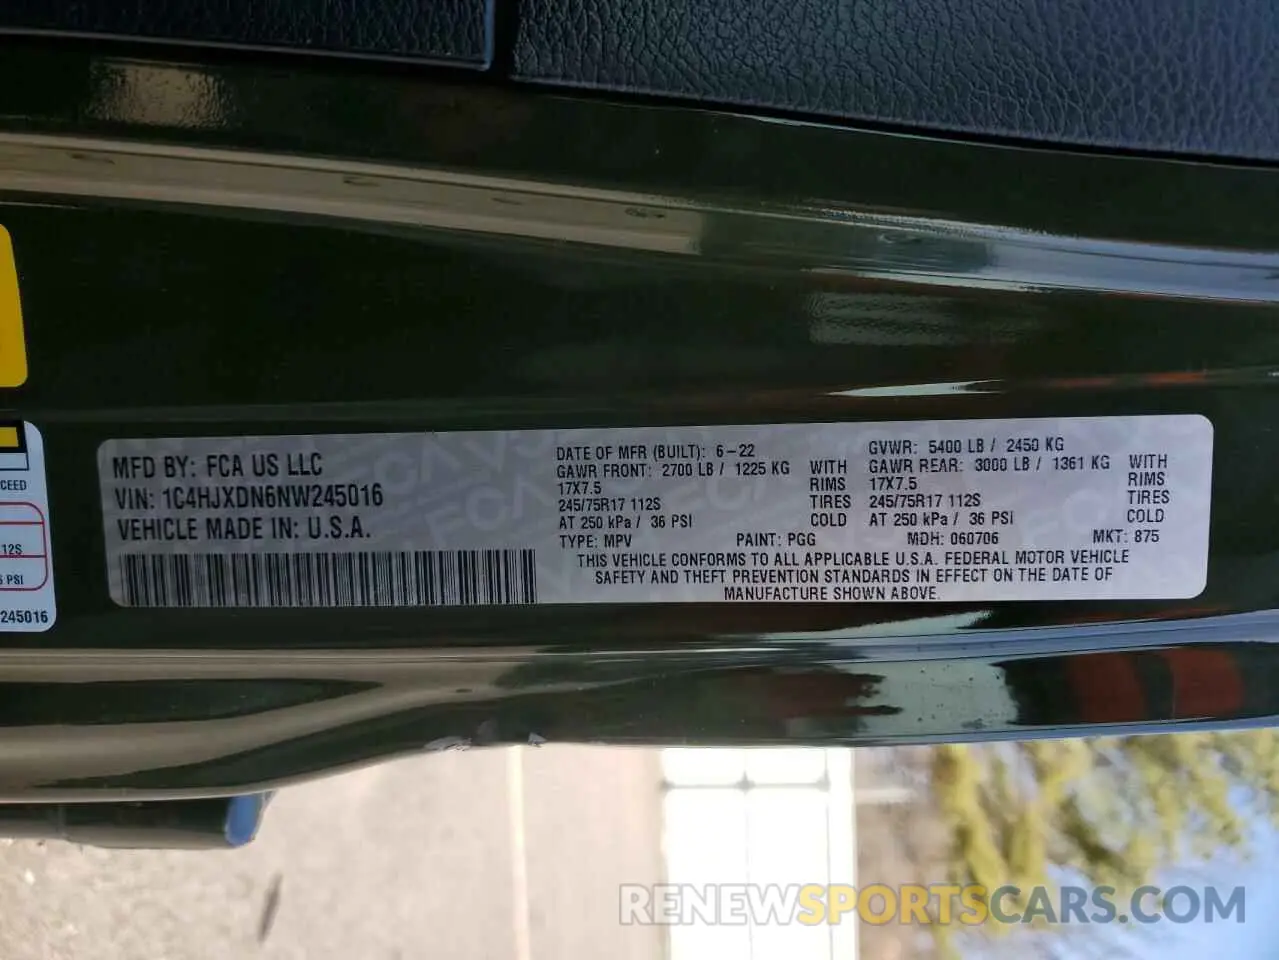 MFD BY: FCA US LLC
VIN: 1C4HJXDN6NW245016
VEHICLE MADE IN: U.S.A.
DATE OF MFR (BUILT): 6-22
GAWR FRONT: 2700 LB / 1225 KG WITH
17X7.5 RIMS
245/75R17 112S TIRES
AT 250 kPa / 36 PSI COLD
GVWR: 5400 LB / 2450 KG
GAWR REAR: 3000 LB / 1361 KG WITH
17X7.5 RIMS
245/75R17 112S TIRES
AT 250 kPa / 36 PSI COLD
TYPE: MPV PAINT: PGG MDH: 060706 MKT: 875
THIS VEHICLE CONFORMS TO ALL APPLICABLE U.S.A. FEDERAL MOTOR VEHICLE
SAFETY AND THEFT PREVENTION STANDARDS IN EFFECT ON THE DATE OF
MANUFACTURE SHOWN ABOVE.
12S
PSI
245016
RENEWSPORTSCARS.COM